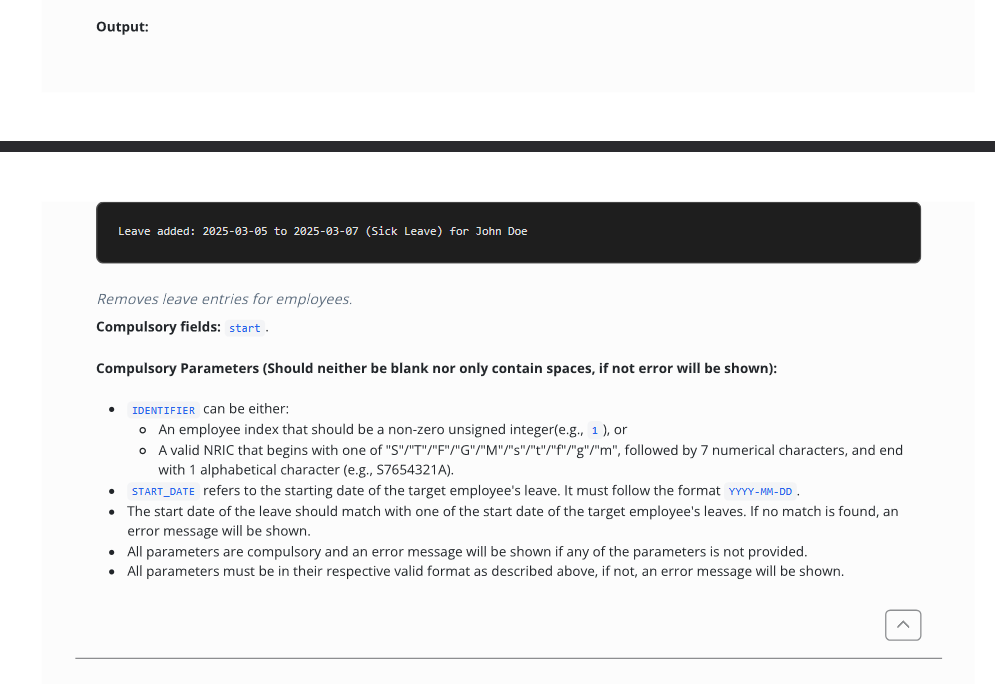 Output:
Leave added: 2025-03-05 to 2025-03-07 (Sick Leave) for John Doe
Removes leave entries for employees.
Compulsory fields: start .
Compulsory Parameters (Should neither be blank nor only contain spaces, if not error will be shown):
• IDENTIFIER can be either:
○ An employee index that should be a non-zero unsigned integer(e.g., 1 ), or
○ A valid NRIC that begins with one of "S"/"T"/"F"/"G"/"M"/"s"/"t"/"f"/"g"/"m", followed by 7 numerical characters, and end
with 1 alphabetical character (e.g., S7654321A).
• START_DATE refers to the starting date of the target employee's leave. It must follow the format YYYY-MM-DD .
• The start date of the leave should match with one of the start date of the target employee's leaves. If no match is found, an
error message will be shown.
• All parameters are compulsory and an error message will be shown if any of the parameters is not provided.
• All parameters must be in their respective valid format as described above, if not, an error message will be shown.